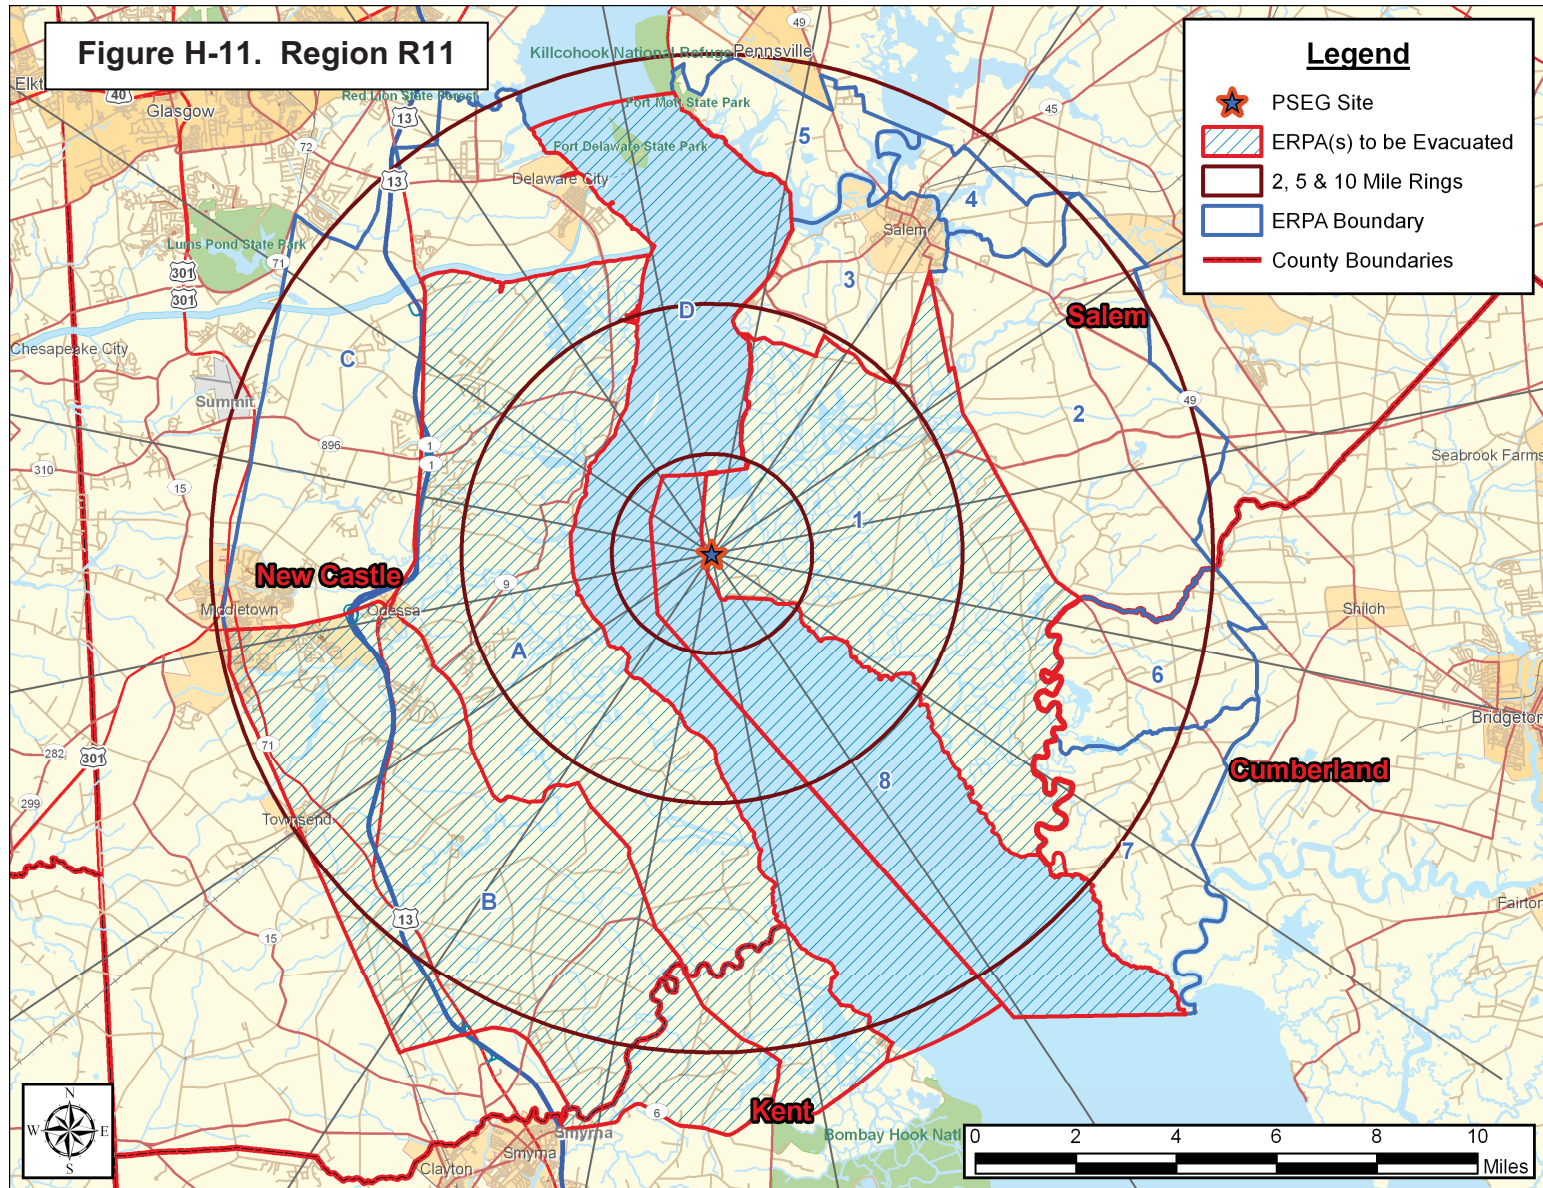 Figure H-11. Region R11
Legend
PSEG Site
ERPA(s) to be Evacuated
2, 5 & 10 Mile Rings
ERPA Boundary
County Boundaries
Killcohook National Refuge
Pennsville
49
Elkt
40
Glasgow
Red Lion State Forest
13
Fort Mott State Park
45
5
72
Fort Delaware State Park
Delaware City
13
4
Salem
Lums Pond State Park
71
301
3
301
D
Salem
Chesapeake City
C
Summit
49
2
896
1
1
310
15
Seabrook Farms
1
New Castle
9
Middletown
Odessa
Shiloh
A
6
Bridgeton
71
282
301
Cumberland
8
299
Townsend
7
B
13
Fairton
15
N
W
E
S
Kent
6
Smyrna
Smyrna
Clayton
Bombay Hook Natl
0
2
4
6
8
10
Miles